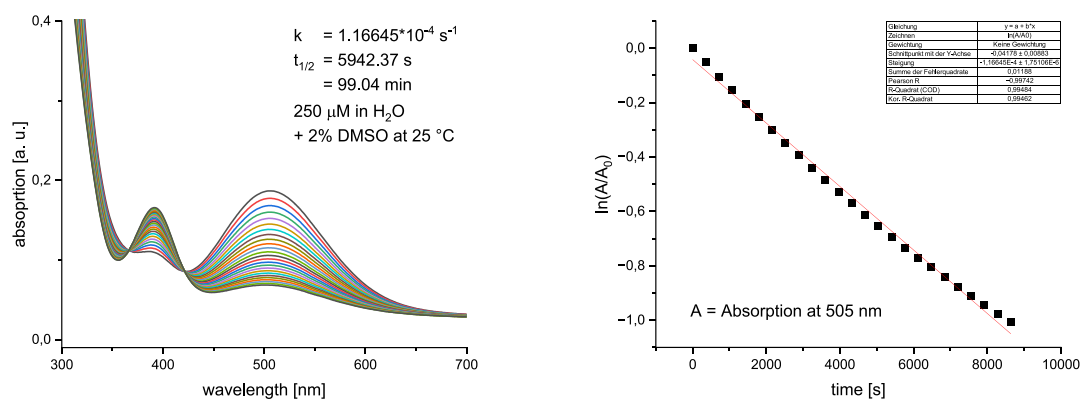 0,4
0,2
0,0
300
400
500
600
700
absoprtion [a. u.]
wavelength [nm]
k = 1.16645*10⁻⁴ s⁻¹
t₁/₂ = 5942.37 s
= 99.04 min
250 µM in H₂O
+ 2% DMSO at 25 °C
0,0
−0,2
−0,4
−0,6
−0,8
−1,0
0
2000
4000
6000
8000
10000
ln(A/A₀)
time [s]
A = Absorption at 505 nm
Gleichung y = a + b*x
Zeichnen ln(A/A0)
Gewichtung Keine Gewichtung
Schnittpunkt mit der Y-Achse -0,04178 ± 0,00883
Steigung -1,16645E-4 ± 1,75106E-6
Summe der Fehlerquadrate 0,01188
Pearson R −0,99742
R-Quadrat (COD) 0,99484
Kor. R-Quadrat 0,99462